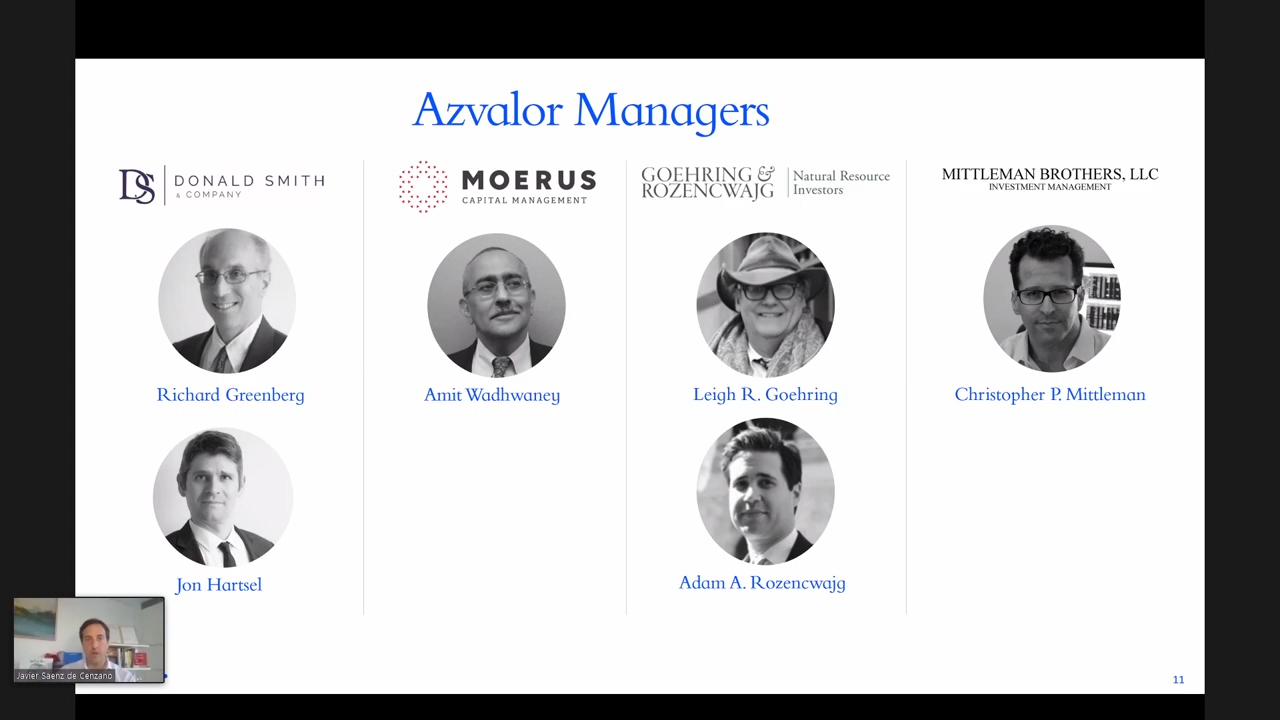 Azvalor Managers
DS DONALD SMITH
& COMPANY
MOERUS
CAPITAL MANAGEMENT
GOEHRING &
ROZENCWAJG
Natural Resource
Investors
MITTLEMAN BROTHERS, LLC
INVESTMENT MANAGEMENT
Richard Greenberg
Amit Wadhwaney
Leigh R. Goehring
Christopher P. Mittleman
Jon Hartsel
Adam A. Rozencwajg
Javier Saenz de Cenzano
11